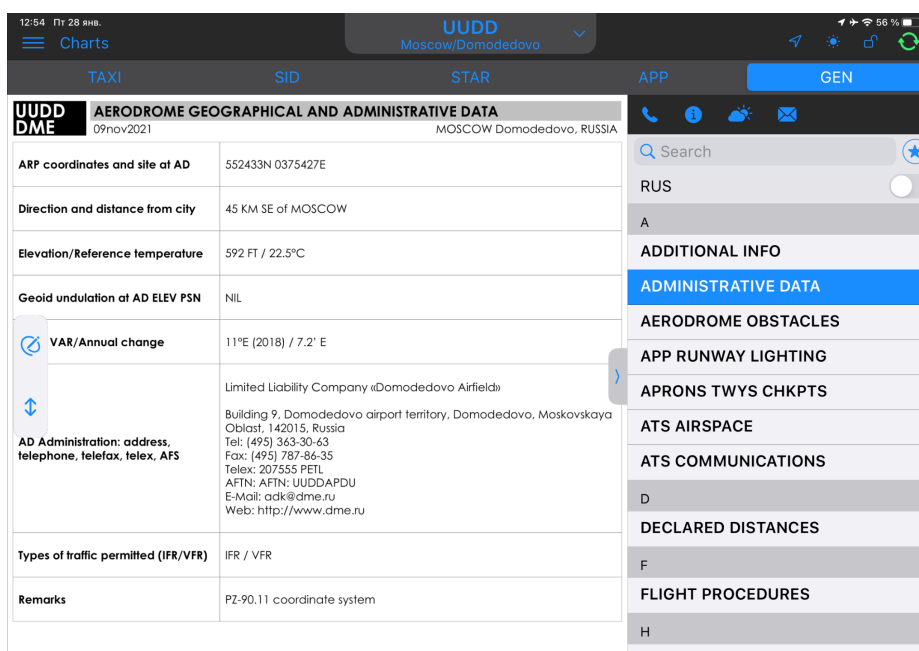 12:54 Пт 28 янв.
56 %
Charts
UUDD
Moscow/Domodedovo
TAXI
SID
STAR
APP
GEN
UUDD
DME
AERODROME GEOGRAPHICAL AND ADMINISTRATIVE DATA
09nov2021
MOSCOW Domodedovo, RUSSIA
ARP coordinates and site at AD
552433N 0375427E
Direction and distance from city
45 KM SE of MOSCOW
Elevation/Reference temperature
592 FT / 22.5°C
Geoid undulation at AD ELEV PSN
NIL
VAR/Annual change
11°E (2018) / 7.2' E
AD Administration: address,
telephone, telefax, telex, AFS
Limited Liability Company «Domodedovo Airfield»
Building 9, Domodedovo airport territory, Domodedovo, Moskovskaya
Oblast, 142015, Russia
Tel: (495) 363-30-63
Fax: (495) 787-86-35
Telex: 207555 PETL
AFTN: AFTN: UUDDAPDU
E-Mail: adk@dme.ru
Web: http://www.dme.ru
Types of traffic permitted (IFR/VFR)
IFR / VFR
Remarks
PZ-90.11 coordinate system
Search
RUS
A
ADDITIONAL INFO
ADMINISTRATIVE DATA
AERODROME OBSTACLES
APP RUNWAY LIGHTING
APRONS TWYS CHKPTS
ATS AIRSPACE
ATS COMMUNICATIONS
D
DECLARED DISTANCES
F
FLIGHT PROCEDURES
H